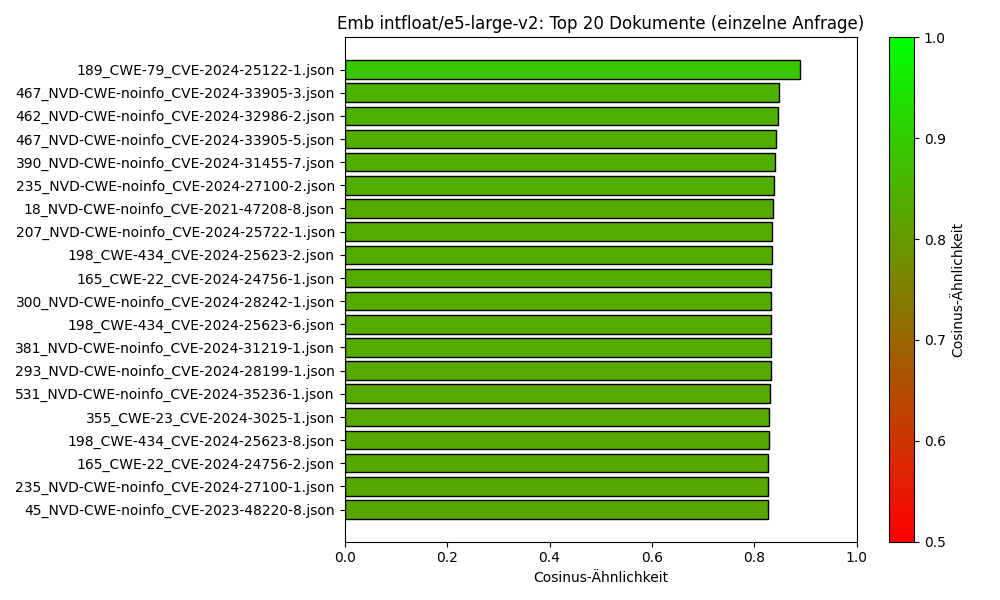 Emb intfloat/e5-large-v2: Top 20 Dokumente (einzelne Anfrage)
189_CWE-79_CVE-2024-25122-1.json
467_NVD-CWE-noinfo_CVE-2024-33905-3.json
462_NVD-CWE-noinfo_CVE-2024-32986-2.json
467_NVD-CWE-noinfo_CVE-2024-33905-5.json
390_NVD-CWE-noinfo_CVE-2024-31455-7.json
235_NVD-CWE-noinfo_CVE-2024-27100-2.json
18_NVD-CWE-noinfo_CVE-2021-47208-8.json
207_NVD-CWE-noinfo_CVE-2024-25722-1.json
198_CWE-434_CVE-2024-25623-2.json
165_CWE-22_CVE-2024-24756-1.json
300_NVD-CWE-noinfo_CVE-2024-28242-1.json
198_CWE-434_CVE-2024-25623-6.json
381_NVD-CWE-noinfo_CVE-2024-31219-1.json
293_NVD-CWE-noinfo_CVE-2024-28199-1.json
531_NVD-CWE-noinfo_CVE-2024-35236-1.json
355_CWE-23_CVE-2024-3025-1.json
198_CWE-434_CVE-2024-25623-8.json
165_CWE-22_CVE-2024-24756-2.json
235_NVD-CWE-noinfo_CVE-2024-27100-1.json
45_NVD-CWE-noinfo_CVE-2023-48220-8.json
0.0 0.2 0.4 0.6 0.8 1.0
Cosinus-Ähnlichkeit
1.0
0.9
0.8
0.7
0.6
0.5
Cosinus-Ähnlichkeit